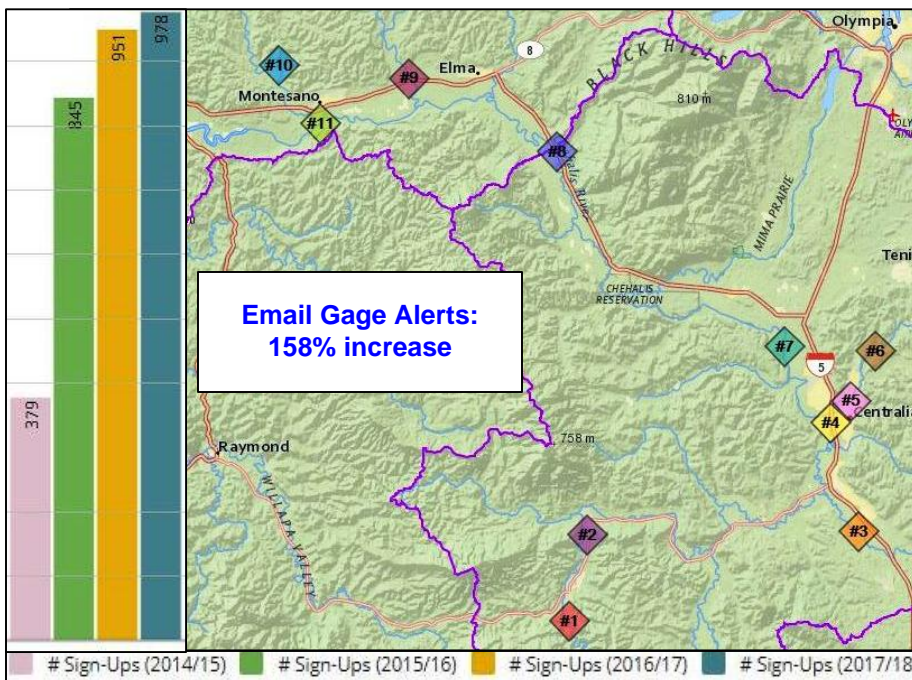 379
845
951
978
Olympia
8
BLACK HILLS
#10
#9
Elma
Montesano
810 m
#11
#8
MIMA PRAIRIE
Teni
CHEHALIS
RESERVATION
Email Gage Alerts:
158% increase
#7
#6
5
#5
Centralia
#4
758 m
Raymond
WILLAPA VALLEY
#3
#2
#1
# Sign-Ups (2014/15)
# Sign-Ups (2015/16)
# Sign-Ups (2016/17)
# Sign-Ups (2017/18